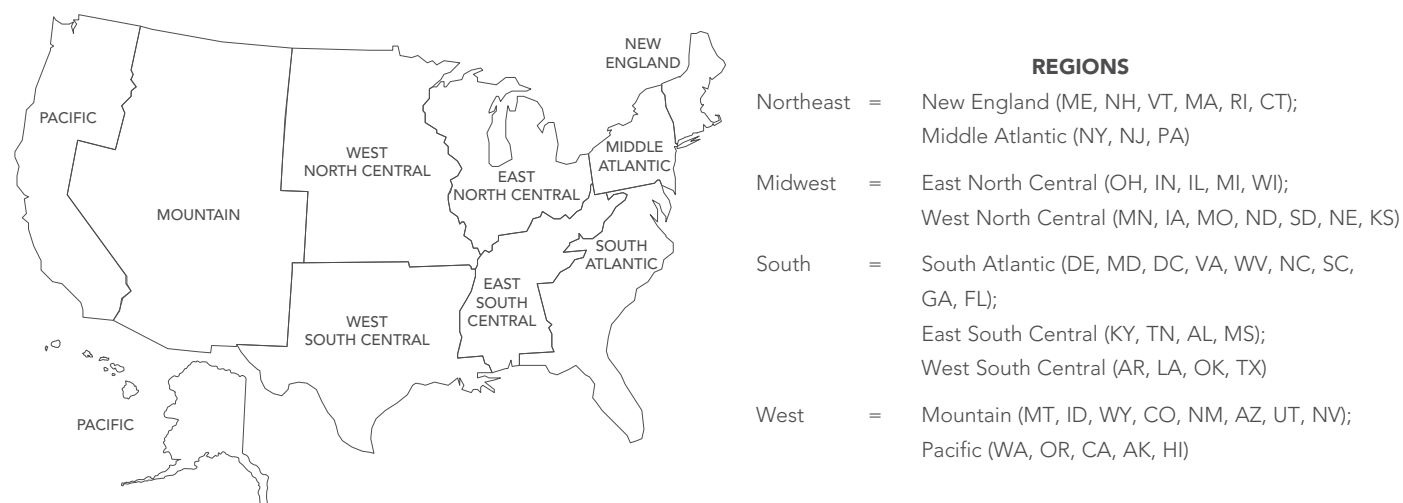 NEW
ENGLAND
PACIFIC
MIDDLE
ATLANTIC
WEST
NORTH CENTRAL
EAST
NORTH CENTRAL
MOUNTAIN
SOUTH
ATLANTIC
EAST
SOUTH
CENTRAL
WEST
SOUTH CENTRAL
PACIFIC
REGIONS
Northeast = New England (ME, NH, VT, MA, RI, CT);
Middle Atlantic (NY, NJ, PA)
Midwest = East North Central (OH, IN, IL, MI, WI);
West North Central (MN, IA, MO, ND, SD, NE, KS)
South = South Atlantic (DE, MD, DC, VA, WV, NC, SC,
GA, FL);
East South Central (KY, TN, AL, MS);
West South Central (AR, LA, OK, TX)
West = Mountain (MT, ID, WY, CO, NM, AZ, UT, NV);
Pacific (WA, OR, CA, AK, HI)